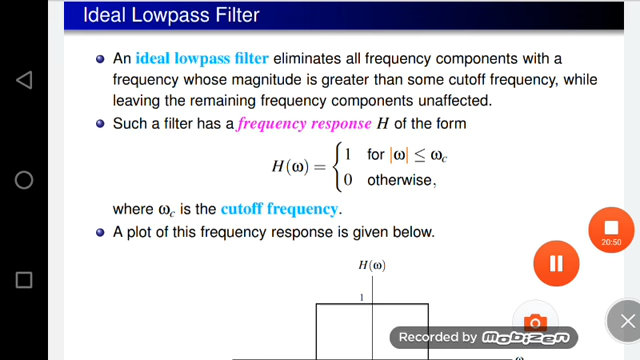 Ideal Lowpass Filter
An ideal lowpass filter eliminates all frequency components with a
frequency whose magnitude is greater than some cutoff frequency, while
leaving the remaining frequency components unaffected.
Such a filter has a frequency response H of the form
H(ω) = { 1 for |ω| ≤ ω_c
0 otherwise,
where ω_c is the cutoff frequency.
A plot of this frequency response is given below.
H(ω)
1
20:50
Recorded by mobizen
ω